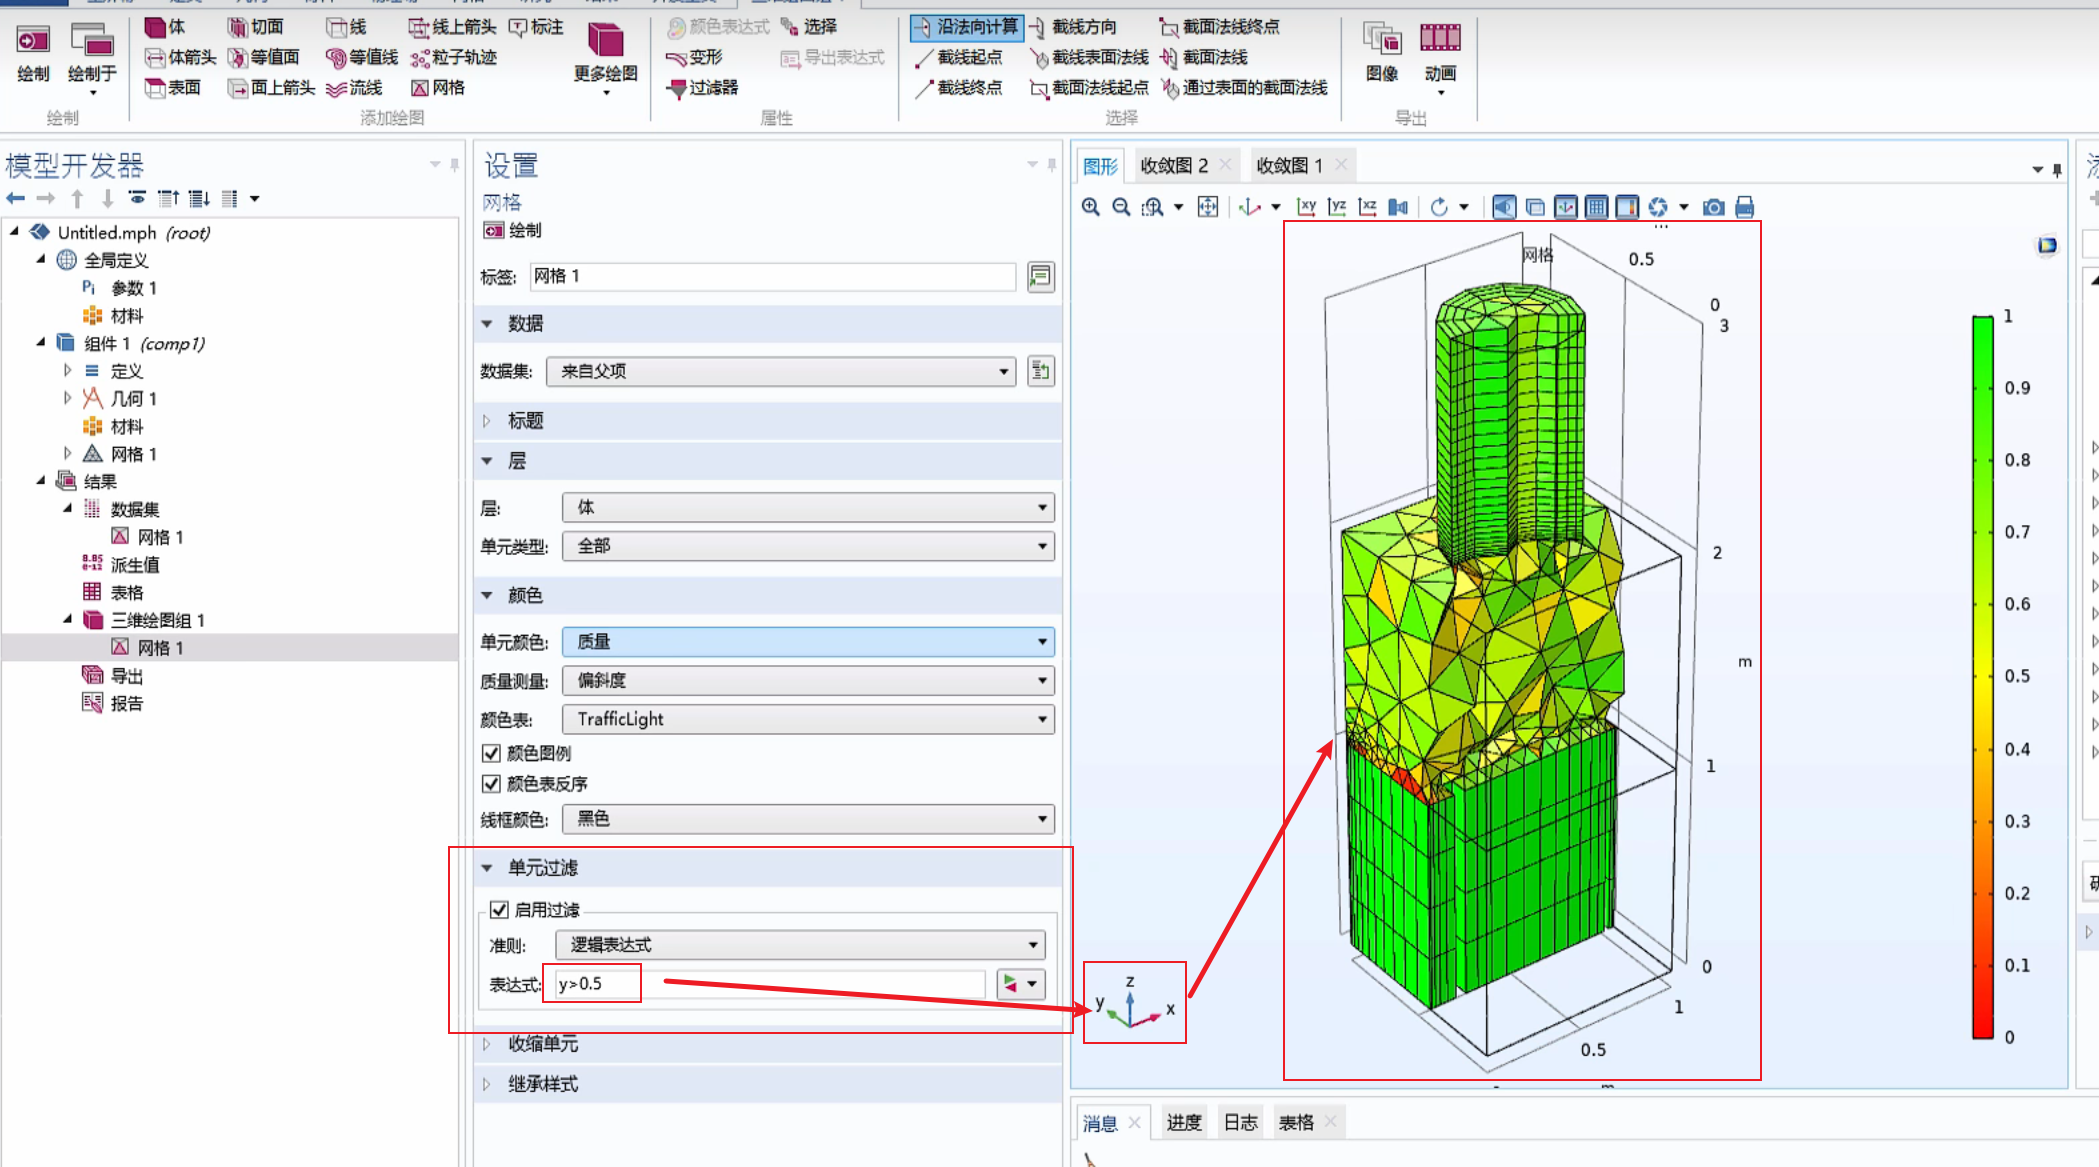 绘制
绘制于
绘制
体
切面
线
线上箭头
标注
体箭头
等值面
等值线
粒子轨迹
表面
面上箭头
流线
网格
更多绘图
添加绘图
颜色表达式
选择
变形
导出表达式
过滤器
属性
沿法向计算
截线方向
截面法线终点
截线起点
截线表面法线
截面法线
截线终点
截面法线起点
通过表面的截面法线
选择
图像
动画
导出
模型开发器
Untitled.mph (root)
全局定义
Pi 参数 1
材料
组件 1 (comp1)
定义
几何 1
材料
网格 1
结果
数据集
网格 1
8.85
e-12
派生值
表格
三维绘图组 1
网格 1
导出
报告
设置
网格
绘制
标签: 网格 1
数据
数据集: 来自父项
标题
层
层: 体
单元类型: 全部
颜色
单元颜色: 质量
质量测量: 偏斜度
颜色表: TrafficLight
颜色图例
颜色表反序
线框颜色: 黑色
单元过滤
启用过滤
准则: 逻辑表达式
表达式: y>0.5
收缩单元
继承样式
图形
收敛图 2
收敛图 1
xy
yz
xz
网格
0.5
0
3
2
m
1
0
1
0.5
z
y
x
1
0.9
0.8
0.7
0.6
0.5
0.4
0.3
0.2
0.1
0
消息
进度
日志
表格